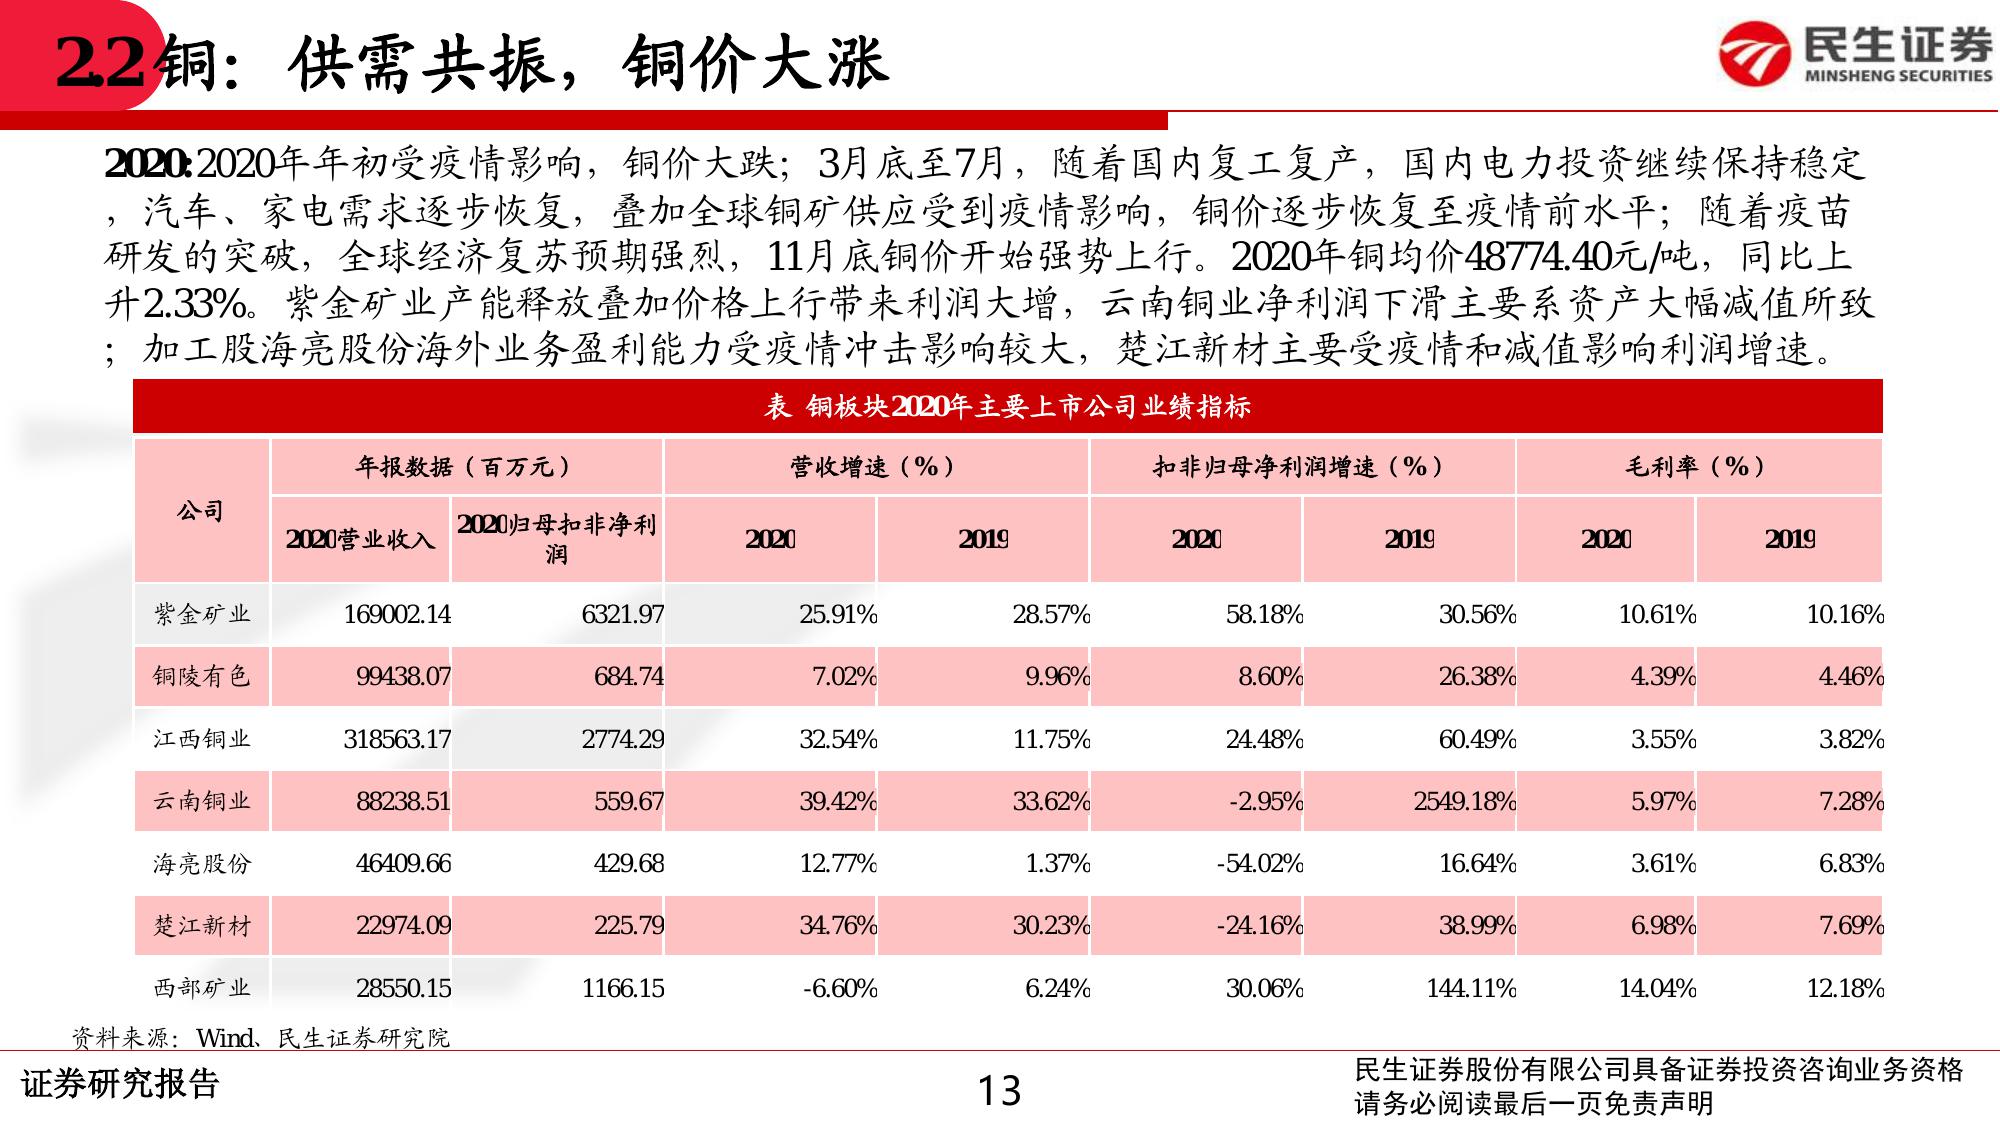 2.2铜：供需共振，铜价大涨
民生证券
MINSHENG SECURITIES
2020:2020年年初受疫情影响，铜价大跌；3月底至7月，随着国内复工复产，国内电力投资继续保持稳定
，汽车、家电需求逐步恢复，叠加全球铜矿供应受到疫情影响，铜价逐步恢复至疫情前水平；随着疫苗
研发的突破，全球经济复苏预期强烈，11月底铜价开始强势上行。2020年铜均价48774.40元/吨，同比上
升2.33%。紫金矿业产能释放叠加价格上行带来利润大增，云南铜业净利润下滑主要系资产大幅减值所致
；加工股海亮股份海外业务盈利能力受疫情冲击影响较大，楚江新材主要受疫情和减值影响利润增速。
表 铜板块2020年主要上市公司业绩指标
公司 年报数据（百万元） 营收增速（%） 扣非归母净利润增速（%） 毛利率（%）
2020营业收入 2020归母扣非净利润 2020 2019 2020 2019 2020 2019
紫金矿业 169002.14 6321.97 25.91% 28.57% 58.18% 30.56% 10.61% 10.16%
铜陵有色 99438.07 684.74 7.02% 9.96% 8.60% 26.38% 4.39% 4.46%
江西铜业 318563.17 2774.29 32.54% 11.75% 24.48% 60.49% 3.55% 3.82%
云南铜业 88238.51 559.67 39.42% 33.62% -2.95% 2549.18% 5.97% 7.28%
海亮股份 46409.66 429.68 12.77% 1.37% -54.02% 16.64% 3.61% 6.83%
楚江新材 22974.09 225.79 34.76% 30.23% -24.16% 38.99% 6.98% 7.69%
西部矿业 28550.15 1166.15 -6.60% 6.24% 30.06% 144.11% 14.04% 12.18%
资料来源：Wind、民生证券研究院
证券研究报告
13
民生证券股份有限公司具备证券投资咨询业务资格
请务必阅读最后一页免责声明